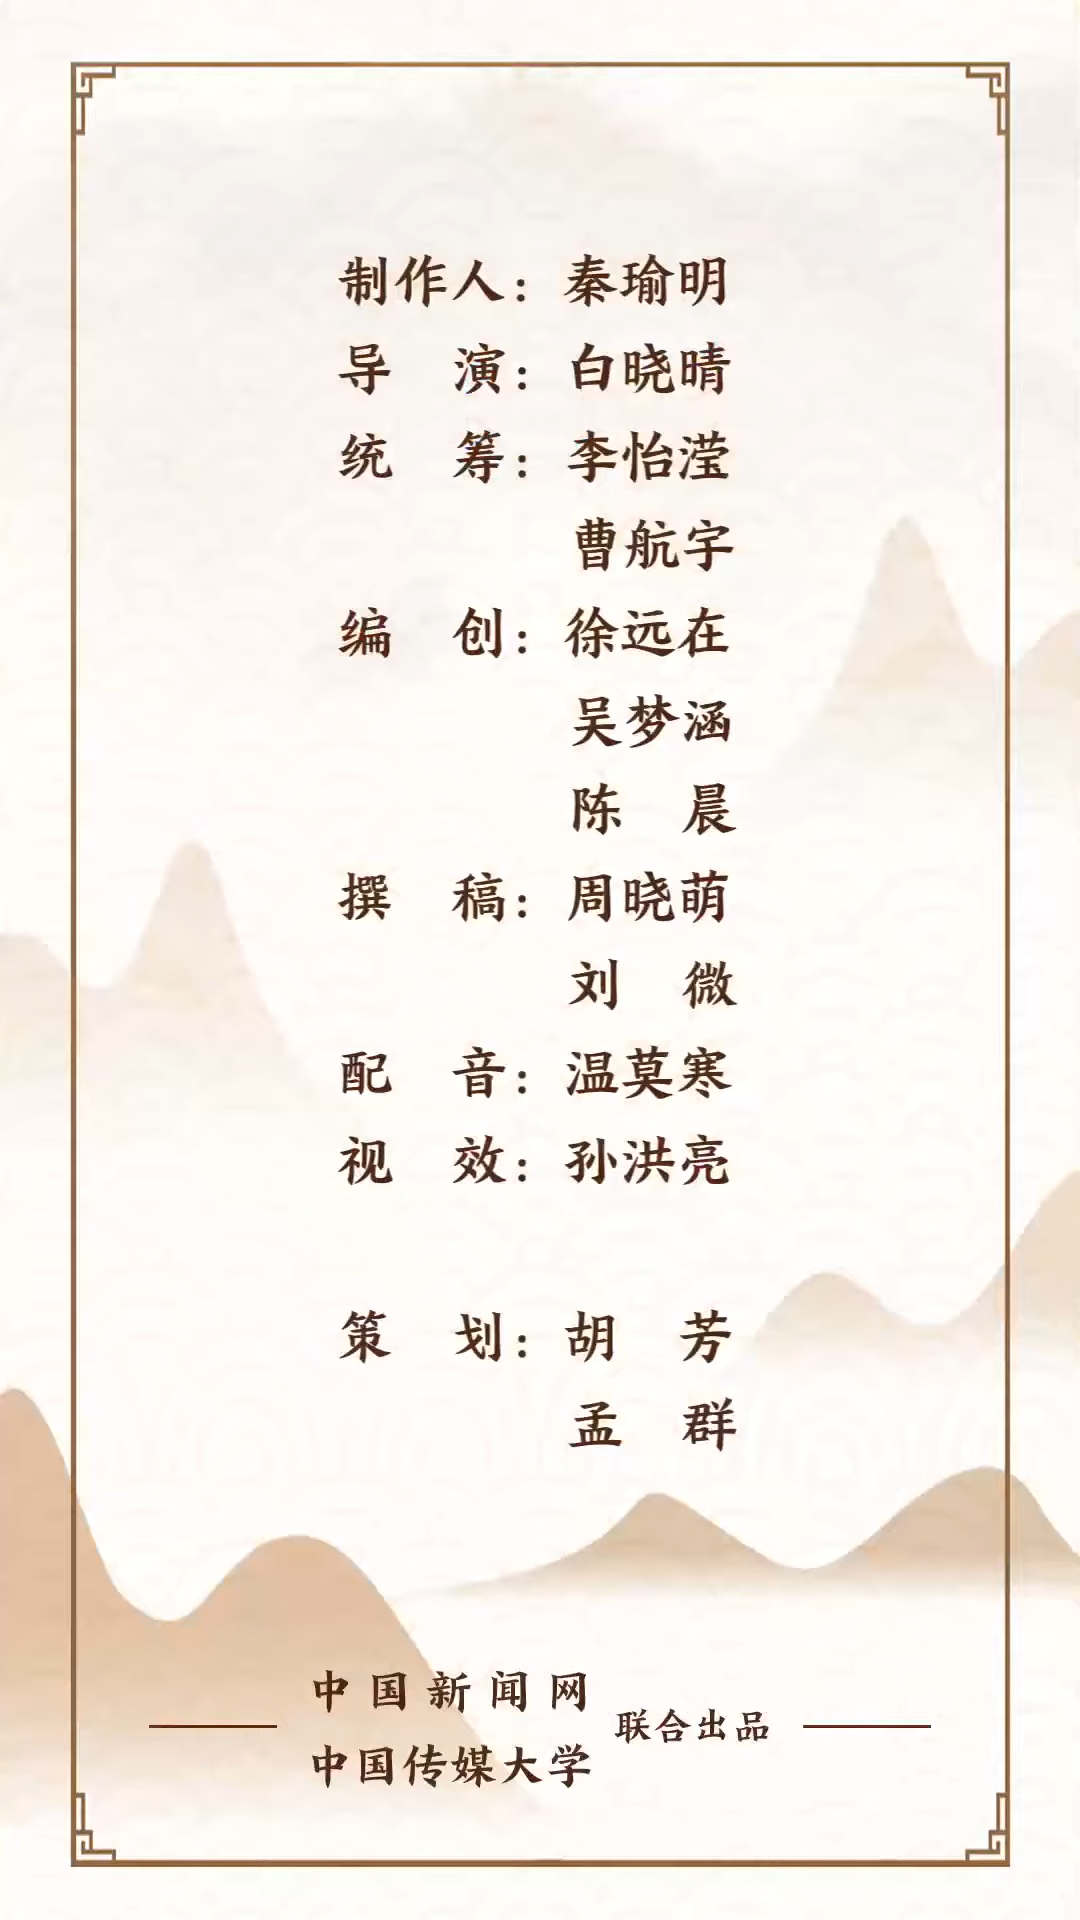 制作人：秦瑜明
导　演：白晓晴
统　筹：李怡滢
曹航宇
编　创：徐远在
吴梦涵
陈　晨
撰　稿：周晓萌
刘　微
配　音：温莫寒
视　效：孙洪亮
策　划：胡　芳
孟　群
中国新闻网
中国传媒大学
联合出品